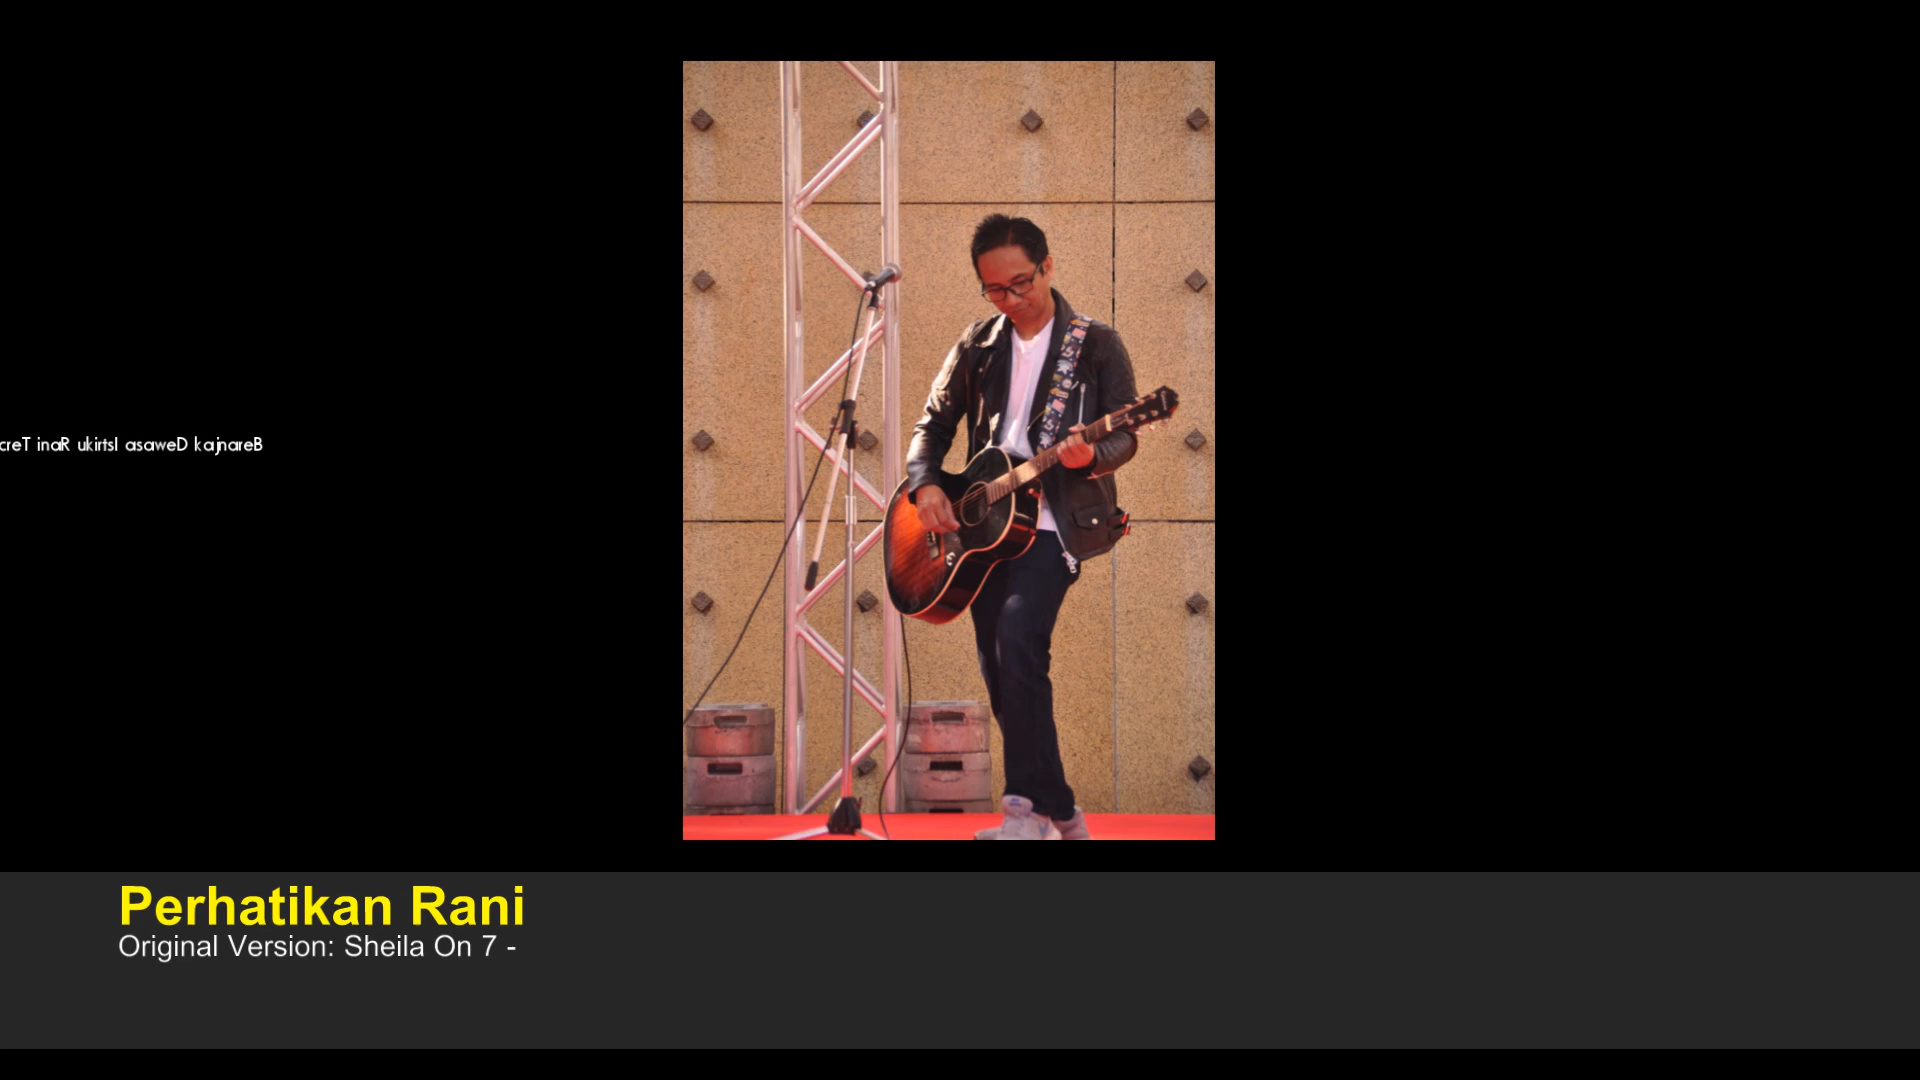 creT inaR ukirtsI asaweD kajnareB
Perhatikan Rani
Original Version: Sheila On 7 -